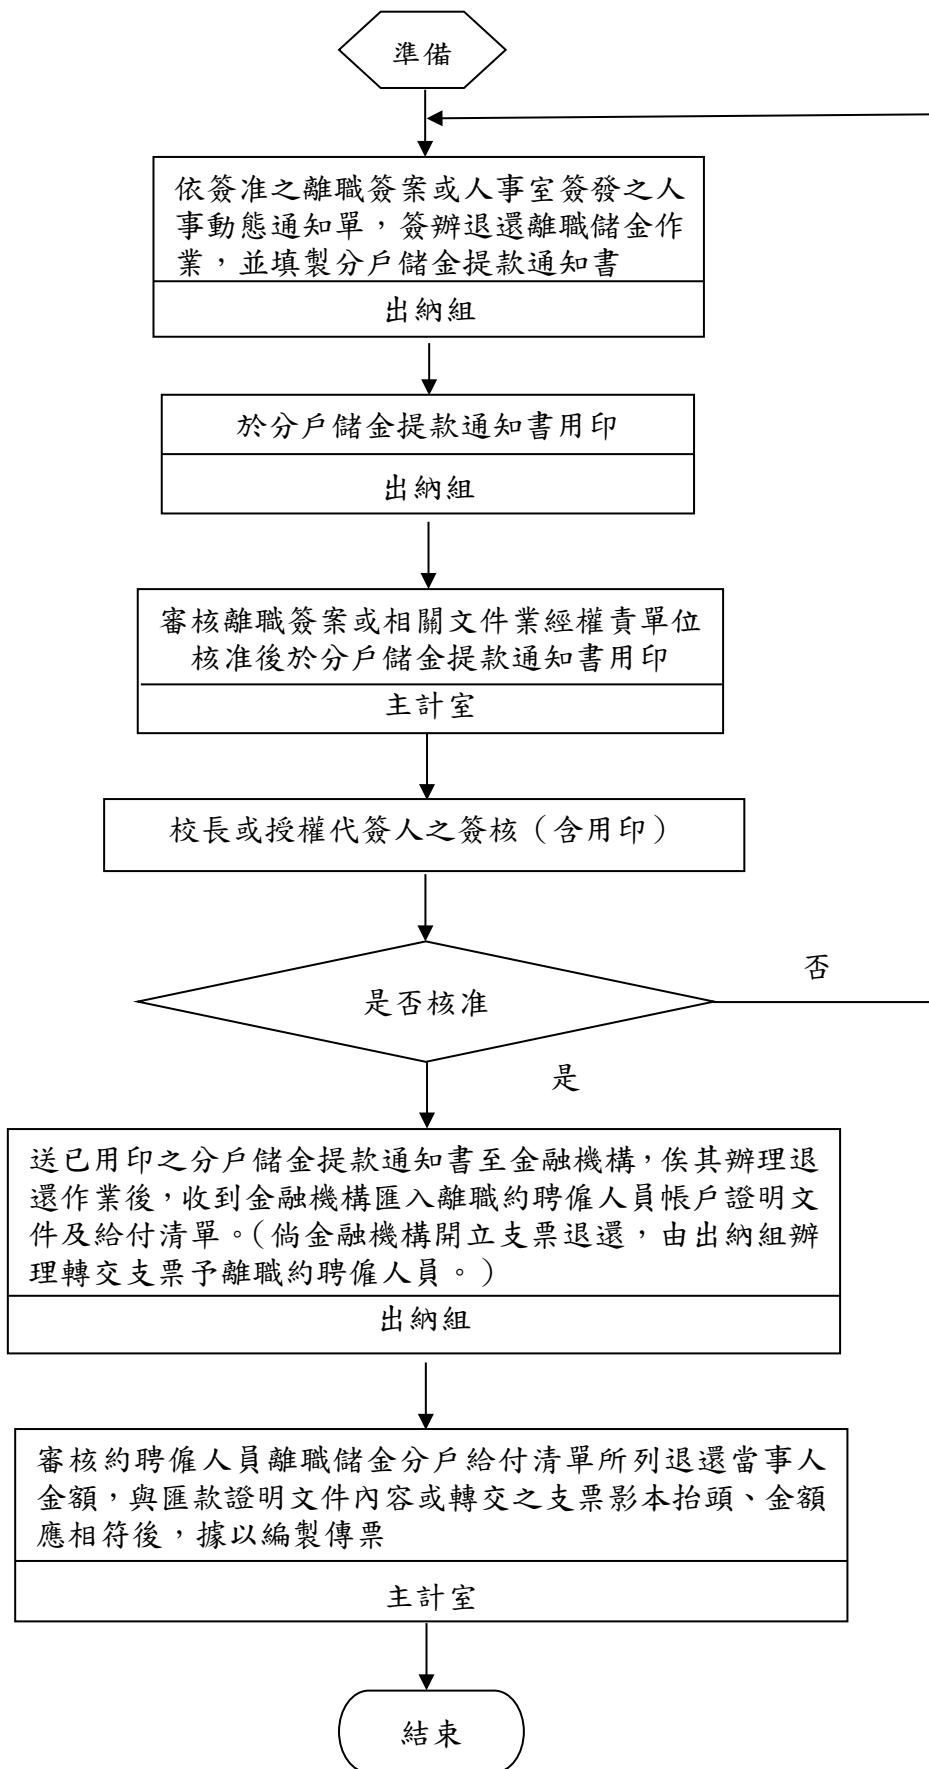 準備
依簽准之離職簽案或人事室簽發之人
事動態通知單，簽辦退還離職儲金作
業，並填製分戶儲金提款通知書
出納組
於分戶儲金提款通知書用印
出納組
審核離職簽案或相關文件業經權責單位
核准後於分戶儲金提款通知書用印
主計室
校長或授權代簽人之簽核（含用印）
是否核准
否
是
送已用印之分戶儲金提款通知書至金融機構，俟其辦理退
還作業後，收到金融機構匯入離職約聘僱人員帳戶證明文
件及給付清單。（倘金融機構開立支票退還，由出納組辦
理轉交支票予離職約聘僱人員。）
出納組
審核約聘僱人員離職儲金分戶給付清單所列退還當事人
金額，與匯款證明文件內容或轉交之支票影本抬頭、金額
應相符後，據以編製傳票
主計室
結束